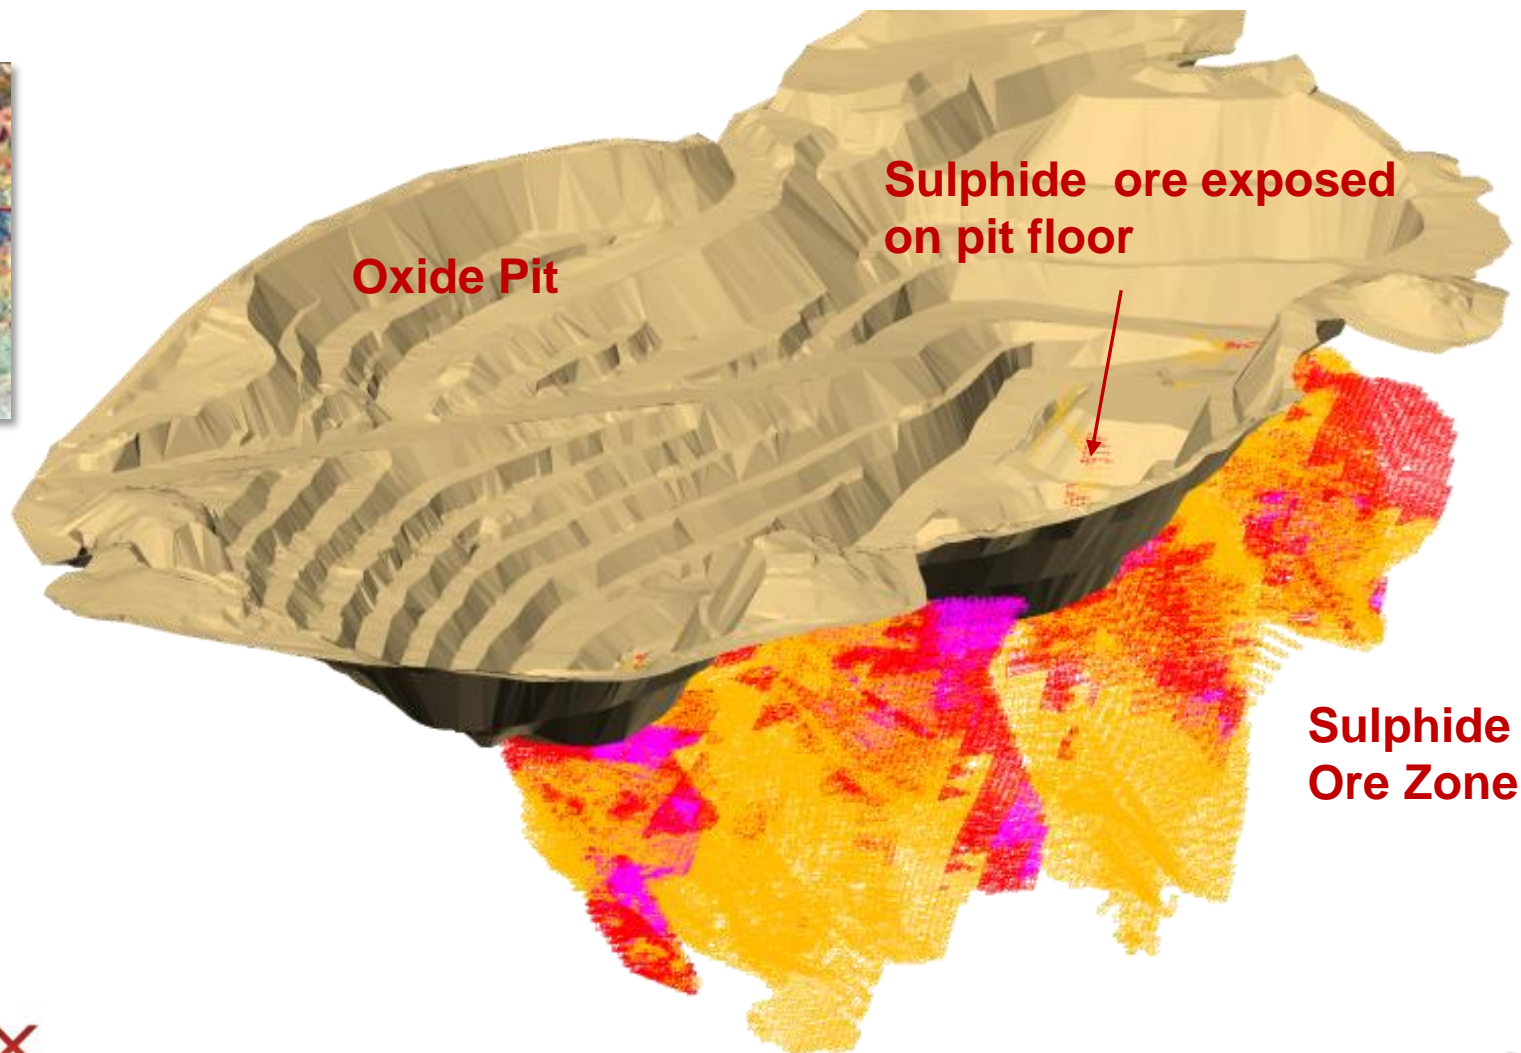 Sulphide ore exposed
on pit floor
Oxide Pit
Sulphide
Ore Zone